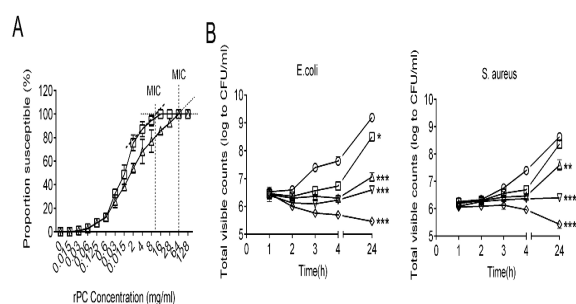 A
B
MIC
MIC
Proportion susceptible (%)
120
100
80
60
40
20
0
rPC Concentration (mg/ml)
E.coli
Total visible counts (log to CFU/ml)
10
9
8
7
6
5
*
***
***
***
0 1 2 3 4 24
Time(h)
S. aureus
Total visible counts (log to CFU/ml)
10
9
8
7
6
5
**
***
***
0 1 2 3 4 24
Time(h)